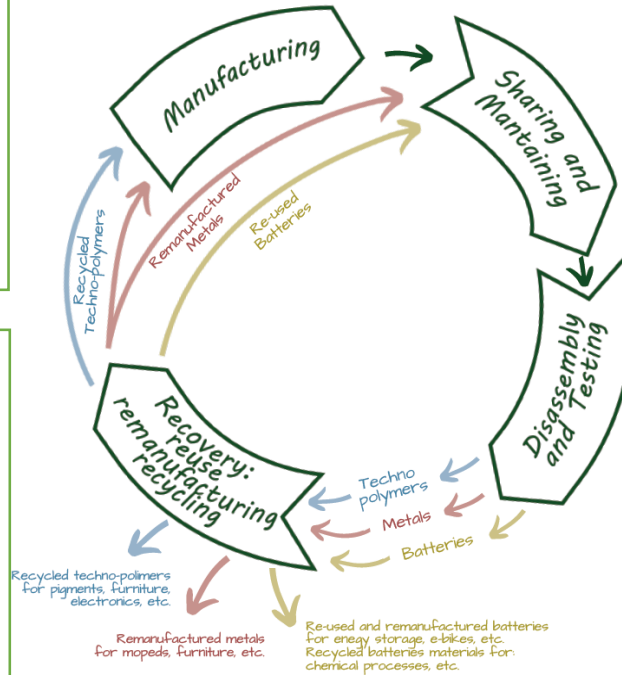 Manufacturing
Sharing and
Mantaining
Disassembly
and Testing
Techno
polymers
Metals
Batteries
Recovery:
reuse
remanufacturing
recycling
Recycled
Techno-polymers
Remanufactured
Metals
Re-used
Batteries
Recycled techno-polimers
for pigments, furniture,
electronics, etc.
Remanufactured metals
for mopeds, furniture, etc.
Re-used and remanufactured batteries
for enegy storage, e-bikes, etc.
Recycled batteries materials for
chemical processes, etc.